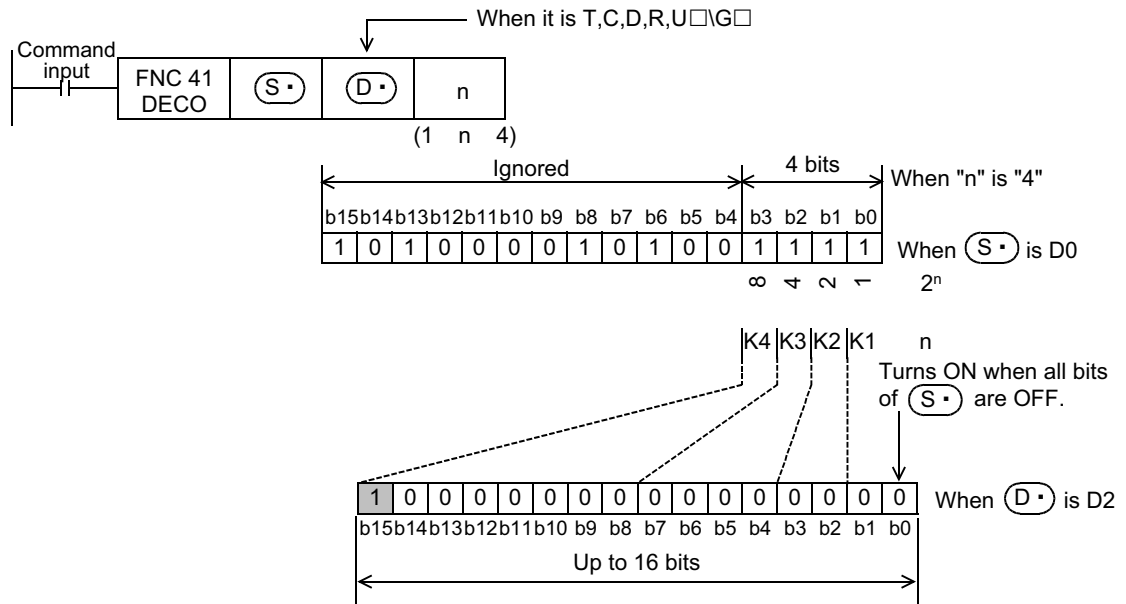 When it is T,C,D,R,U□\G□
Command
input
FNC 41
DECO
S·
D·
n
(1 n 4)
Ignored
4 bits
When "n" is "4"
b15 b14 b13 b12 b11 b10 b9 b8 b7 b6 b5 b4 b3 b2 b1 b0
1 0 1 0 0 0 0 1 0 1 0 0 1 1 1 1
When S· is D0
8 4 2 1 2ⁿ
K4 K3 K2 K1 n
Turns ON when all bits
of S· are OFF.
1 0 0 0 0 0 0 0 0 0 0 0 0 0 0 0
When D· is D2
b15 b14 b13 b12 b11 b10 b9 b8 b7 b6 b5 b4 b3 b2 b1 b0
Up to 16 bits